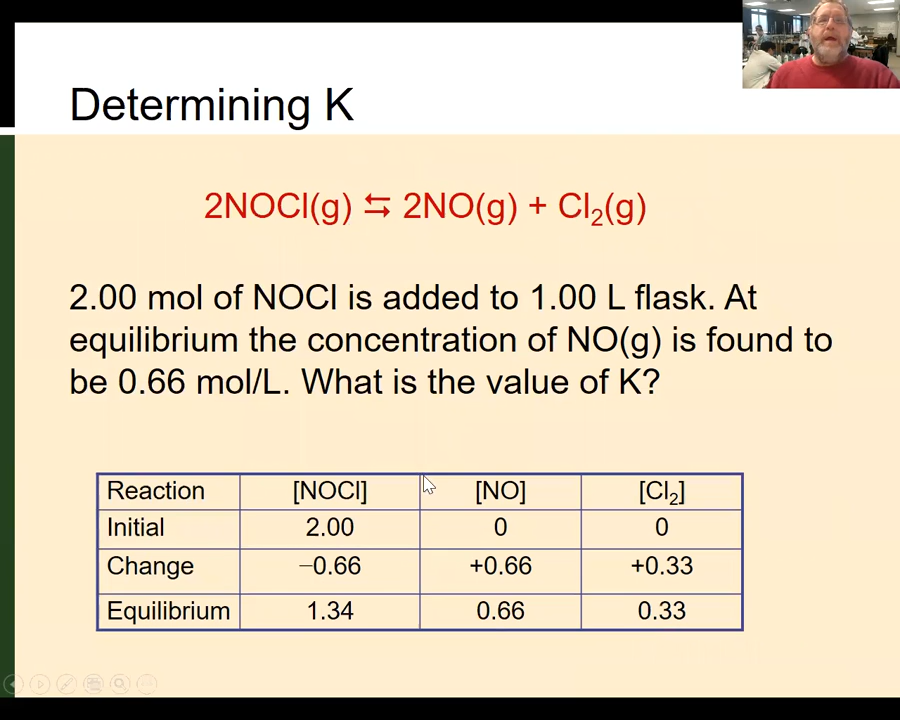 Determining K
2NOCl(g) ⇆ 2NO(g) + Cl₂(g)
2.00 mol of NOCl is added to 1.00 L flask. At
equilibrium the concentration of NO(g) is found to
be 0.66 mol/L. What is the value of K?
Reaction [NOCl] [NO] [Cl₂]
Initial 2.00 0 0
Change −0.66 +0.66 +0.33
Equilibrium 1.34 0.66 0.33